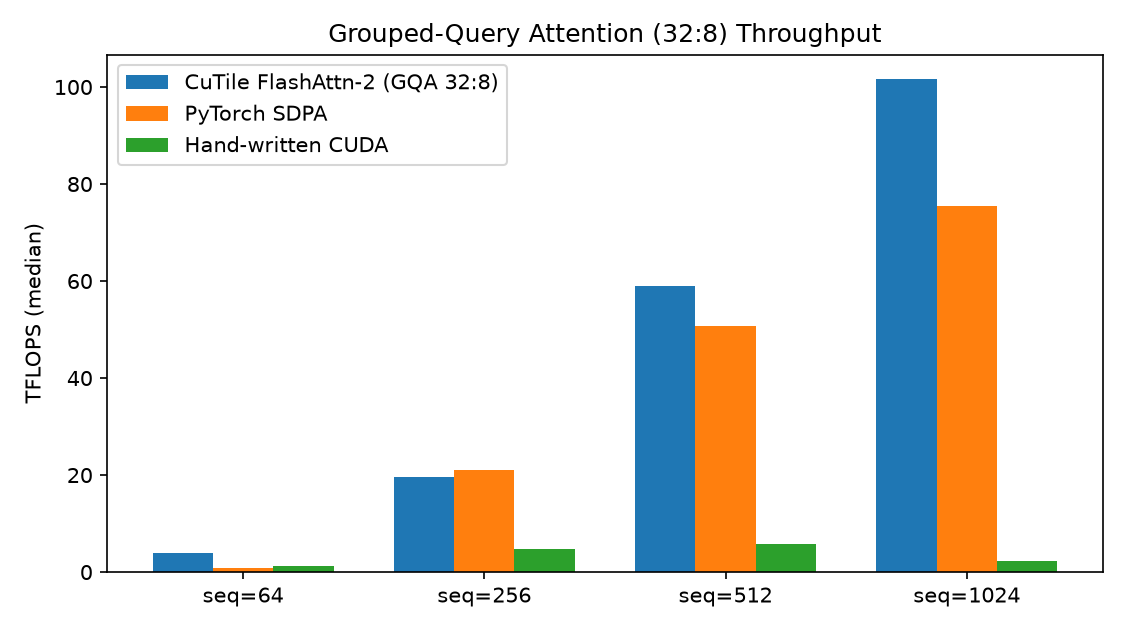 Grouped-Query Attention (32:8) Throughput
CuTile FlashAttn-2 (GQA 32:8)
PyTorch SDPA
Hand-written CUDA
TFLOPS (median)
100
80
60
40
20
0
seq=64
seq=256
seq=512
seq=1024